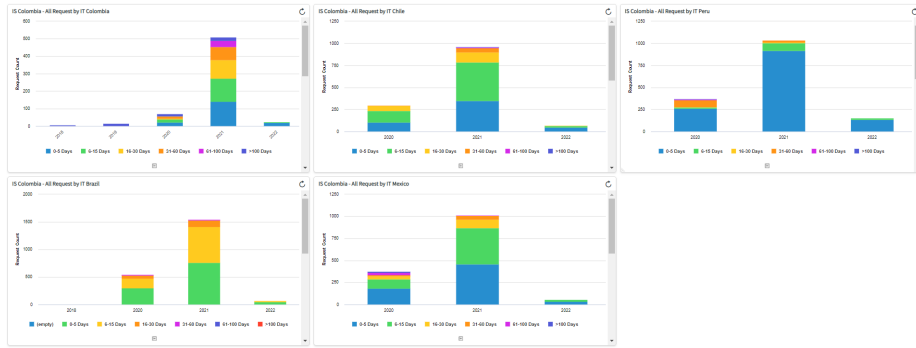 IS Colombia - All Request by IT Colombia
600
500
400
300
200
100
0
Request Count
2018
2019
2020
2021
2022
0-5 Days 6-15 Days 16-30 Days 31-60 Days 61-100 Days >100 Days
IS Colombia - All Request by IT Chile
1250
1000
750
500
250
0
Request Count
2020 2021 2022
0-5 Days 6-15 Days 16-30 Days 31-60 Days 61-100 Days >100 Days
IS Colombia - All Request by IT Peru
1250
1000
750
500
250
0
Request Count
2020 2021 2022
0-5 Days 6-15 Days 16-30 Days 31-60 Days 61-100 Days >100 Days
IS Colombia - All Request by IT Brazil
2000
1500
1000
500
0
Request Count
2019 2020 2021 2022
(empty) 0-5 Days 6-15 Days 16-30 Days 31-60 Days 61-100 Days >100 Days
IS Colombia - All Request by IT Mexico
1250
1000
750
500
250
0
Request Count
2020 2021 2022
0-5 Days 6-15 Days 16-30 Days 31-60 Days 61-100 Days >100 Days